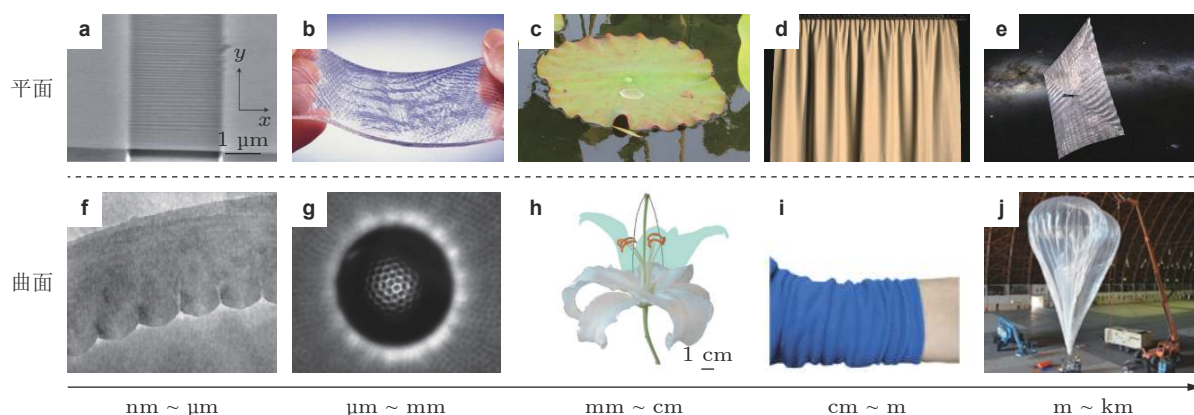 a
b
c
d
e
平面
y
x
1 μm
f
g
h
i
j
曲面
1 cm
nm ~ μm
μm ~ mm
mm ~ cm
cm ~ m
m ~ km